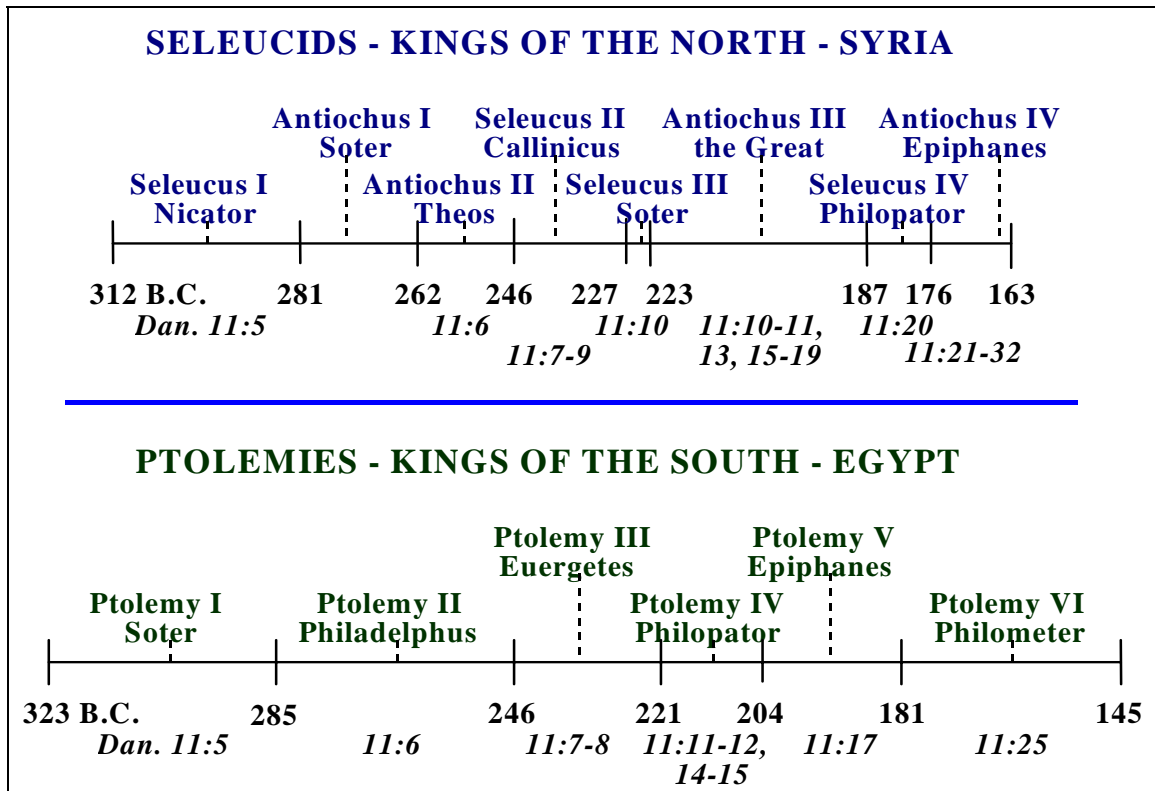 SELEUCIDS - KINGS OF THE NORTH - SYRIA
Antiochus I Seleucus II Antiochus III Antiochus IV
Soter Callinicus the Great Epiphanes
Seleucus I Antiochus II Seleucus III Seleucus IV
Nicator Theos Soter Philopator
312 B.C. 281 262 246 227 223 187 176 163
Dan. 11:5 11:6 11:10 11:10-11, 11:20
11:7-9 13, 15-19 11:21-32
PTOLEMIES - KINGS OF THE SOUTH - EGYPT
Ptolemy III Ptolemy V
Euergetes Epiphanes
Ptolemy I Ptolemy II Ptolemy IV Ptolemy VI
Soter Philadelphus Philopator Philometer
323 B.C. 285 246 221 204 181 145
Dan. 11:5 11:6 11:7-8 11:11-12, 11:17 11:25
14-15